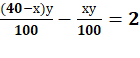 (40−x)y/100 − xy/100 = 2